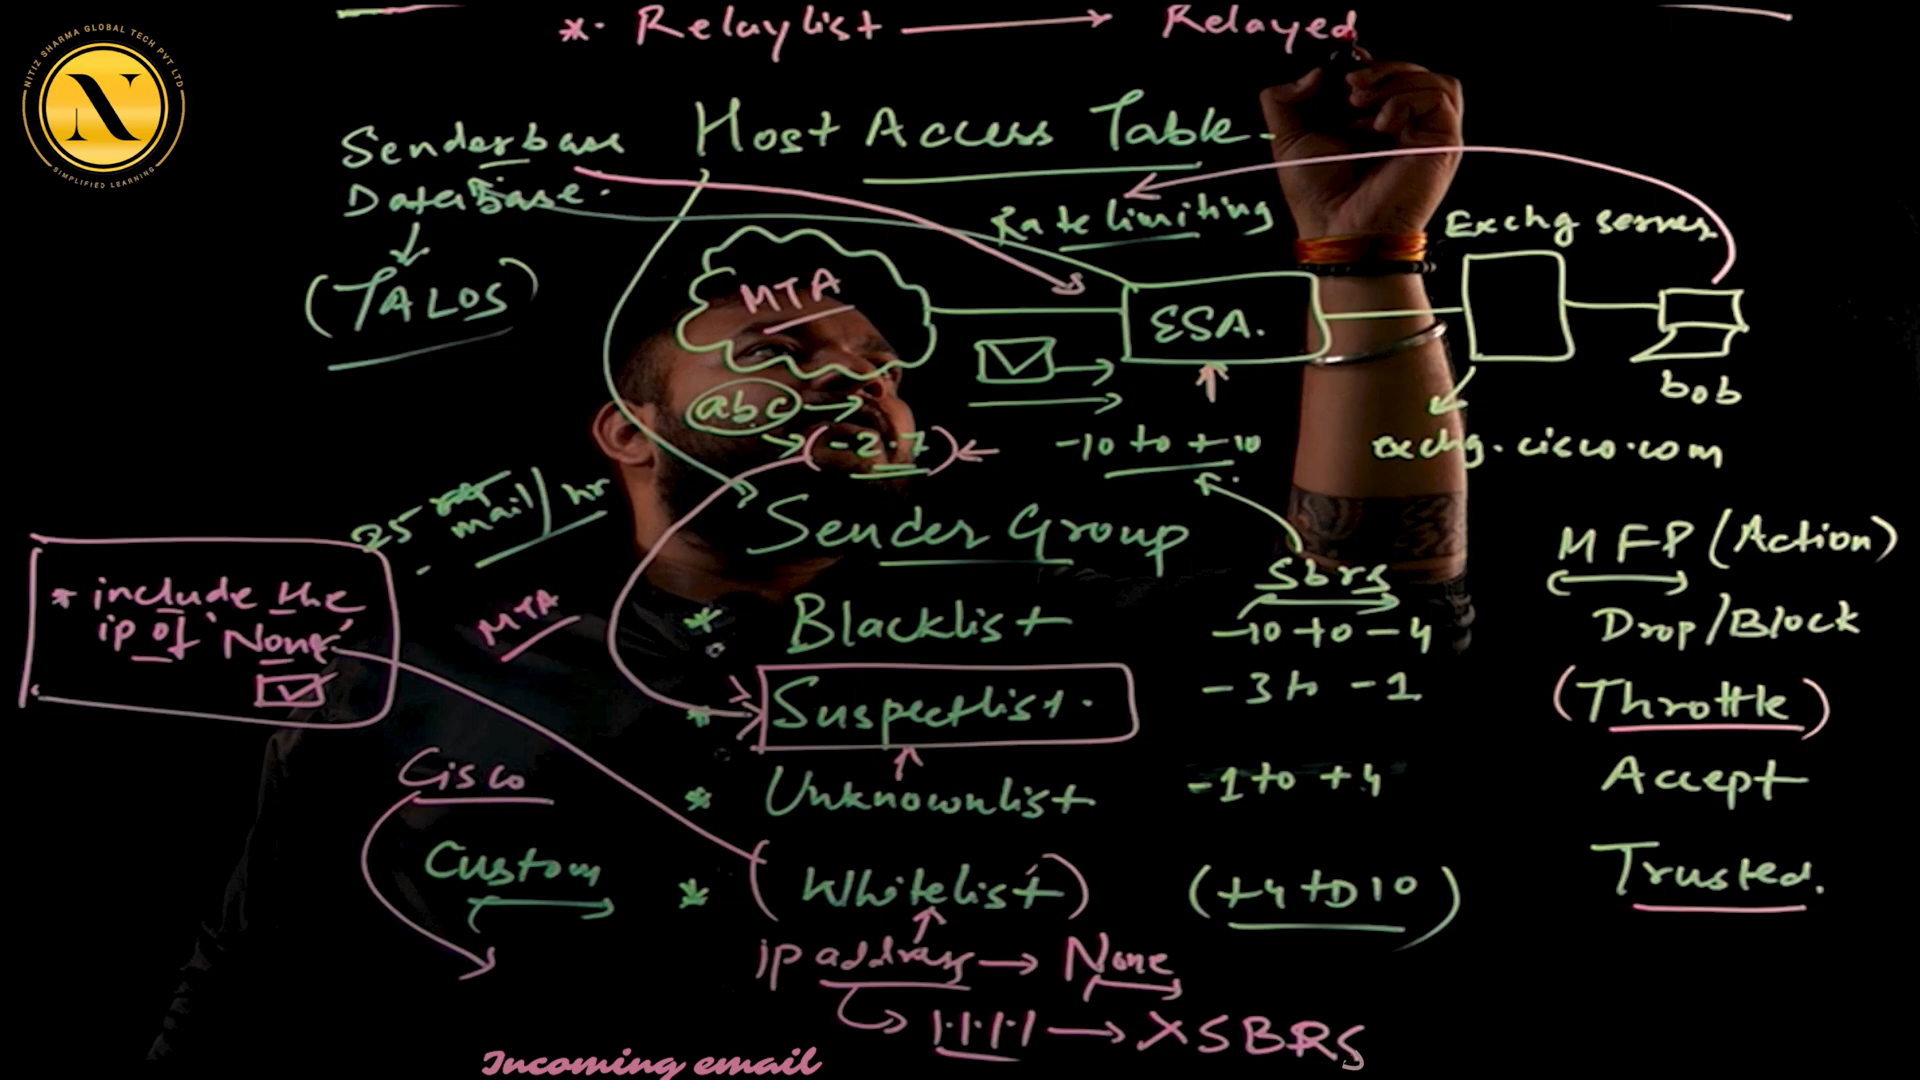 NITIZ SHARMA GLOBAL TECH PVT LTD
N
SIMPLIFIED LEARNING
*. Relaylist → Relayed
Host Access Table.
Senderbase
Database.
(TALOS)
Rate limiting
Exchg server
MTA
ESA.
bob
abc →
(-2.7)
-10 to +10
exchg.cisco.com
25
mail/hr
Sender Group
Sbrs
MFP (Action)
* include the
ip of 'None'
MTA
* Blacklist
-10 to -4
Drop/Block
* Suspectlist.
-3 to -1
(Throttle)
Cisco
* Unknownlist
-1 to +4
Accept
Custom
* (Whitelist)
(+4 to 10)
Trusted.
ip address → None
1.1.1.1 → X SBRS
Incoming email